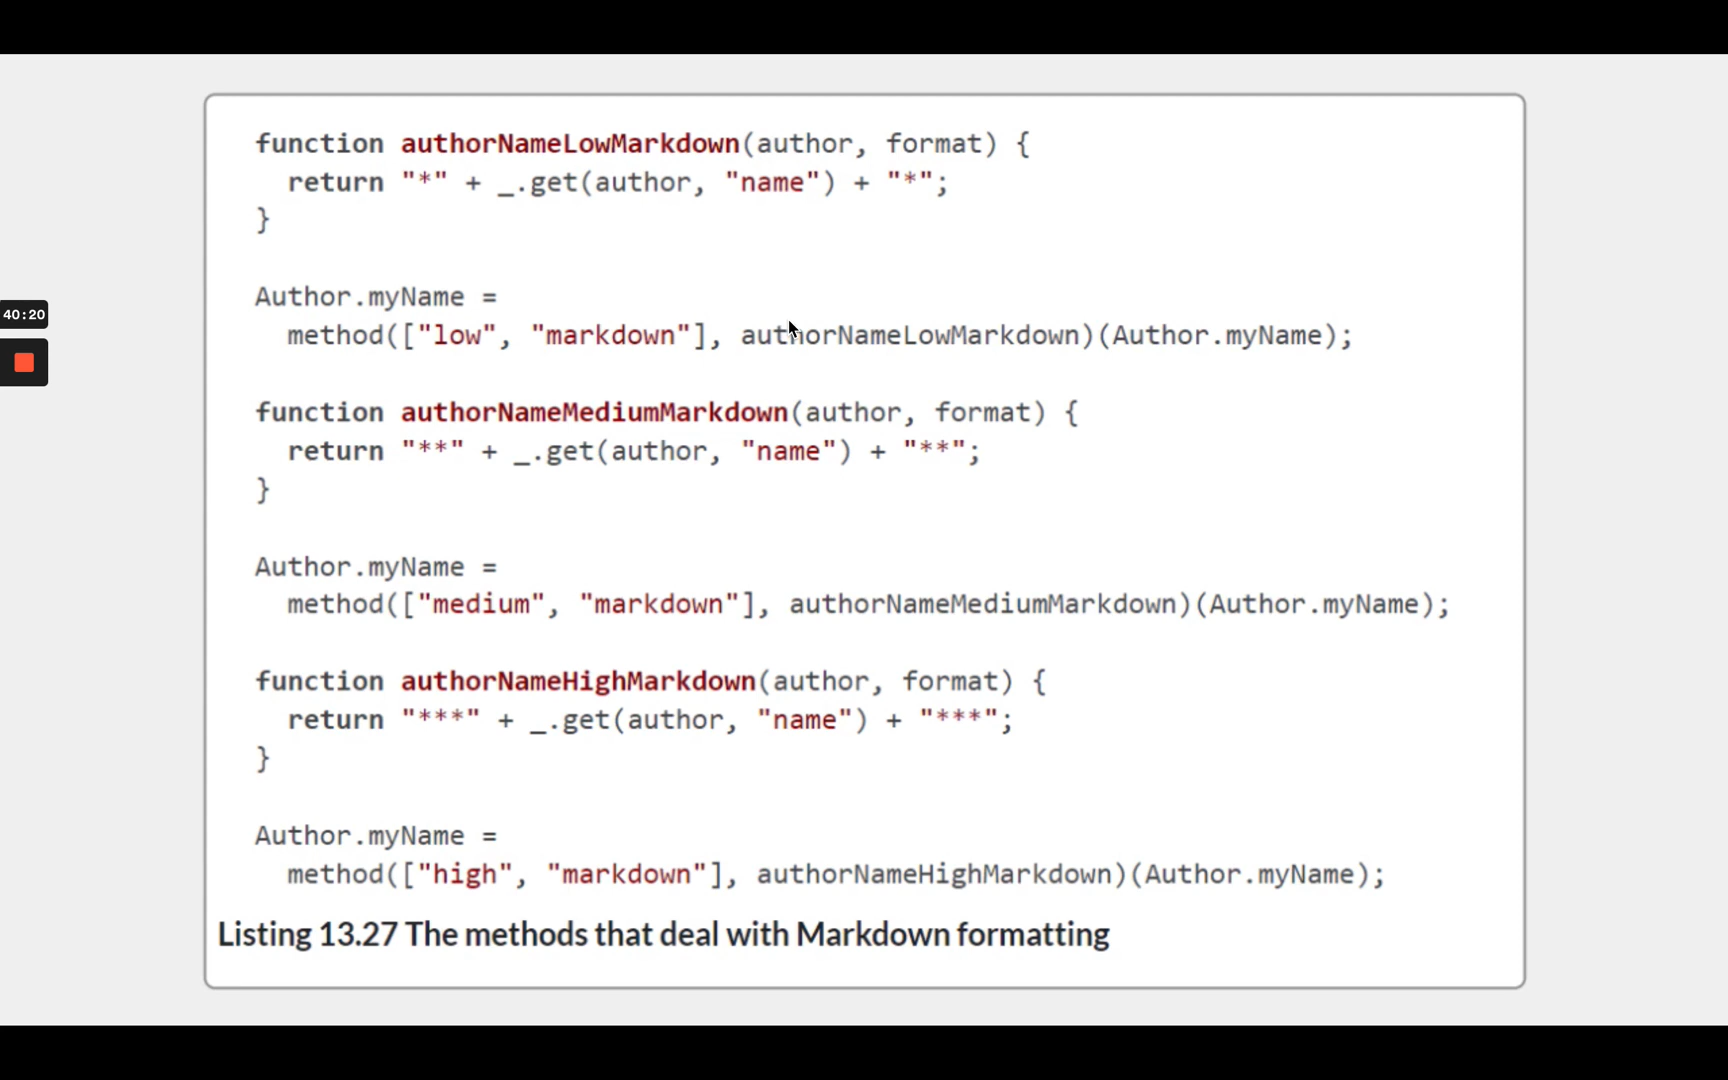 function authorNameLowMarkdown(author, format) {
  return "*" + _.get(author, "name") + "*";
}
Author.myName =
  method(["low", "markdown"], authorNameLowMarkdown)(Author.myName);
function authorNameMediumMarkdown(author, format) {
  return "**" + _.get(author, "name") + "**";
}
Author.myName =
  method(["medium", "markdown"], authorNameMediumMarkdown)(Author.myName);
function authorNameHighMarkdown(author, format) {
  return "***" + _.get(author, "name") + "***";
}
Author.myName =
  method(["high", "markdown"], authorNameHighMarkdown)(Author.myName);
Listing 13.27 The methods that deal with Markdown formatting
40:20